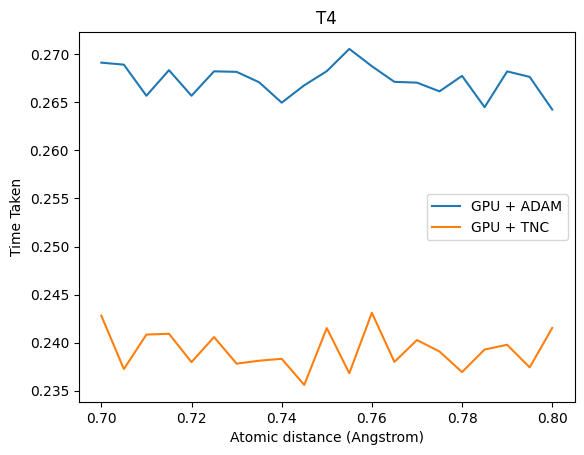 T4
0.270
0.265
0.260
0.255
0.250
0.245
0.240
0.235
Time Taken
GPU + ADAM
GPU + TNC
0.70 0.72 0.74 0.76 0.78 0.80
Atomic distance (Angstrom)